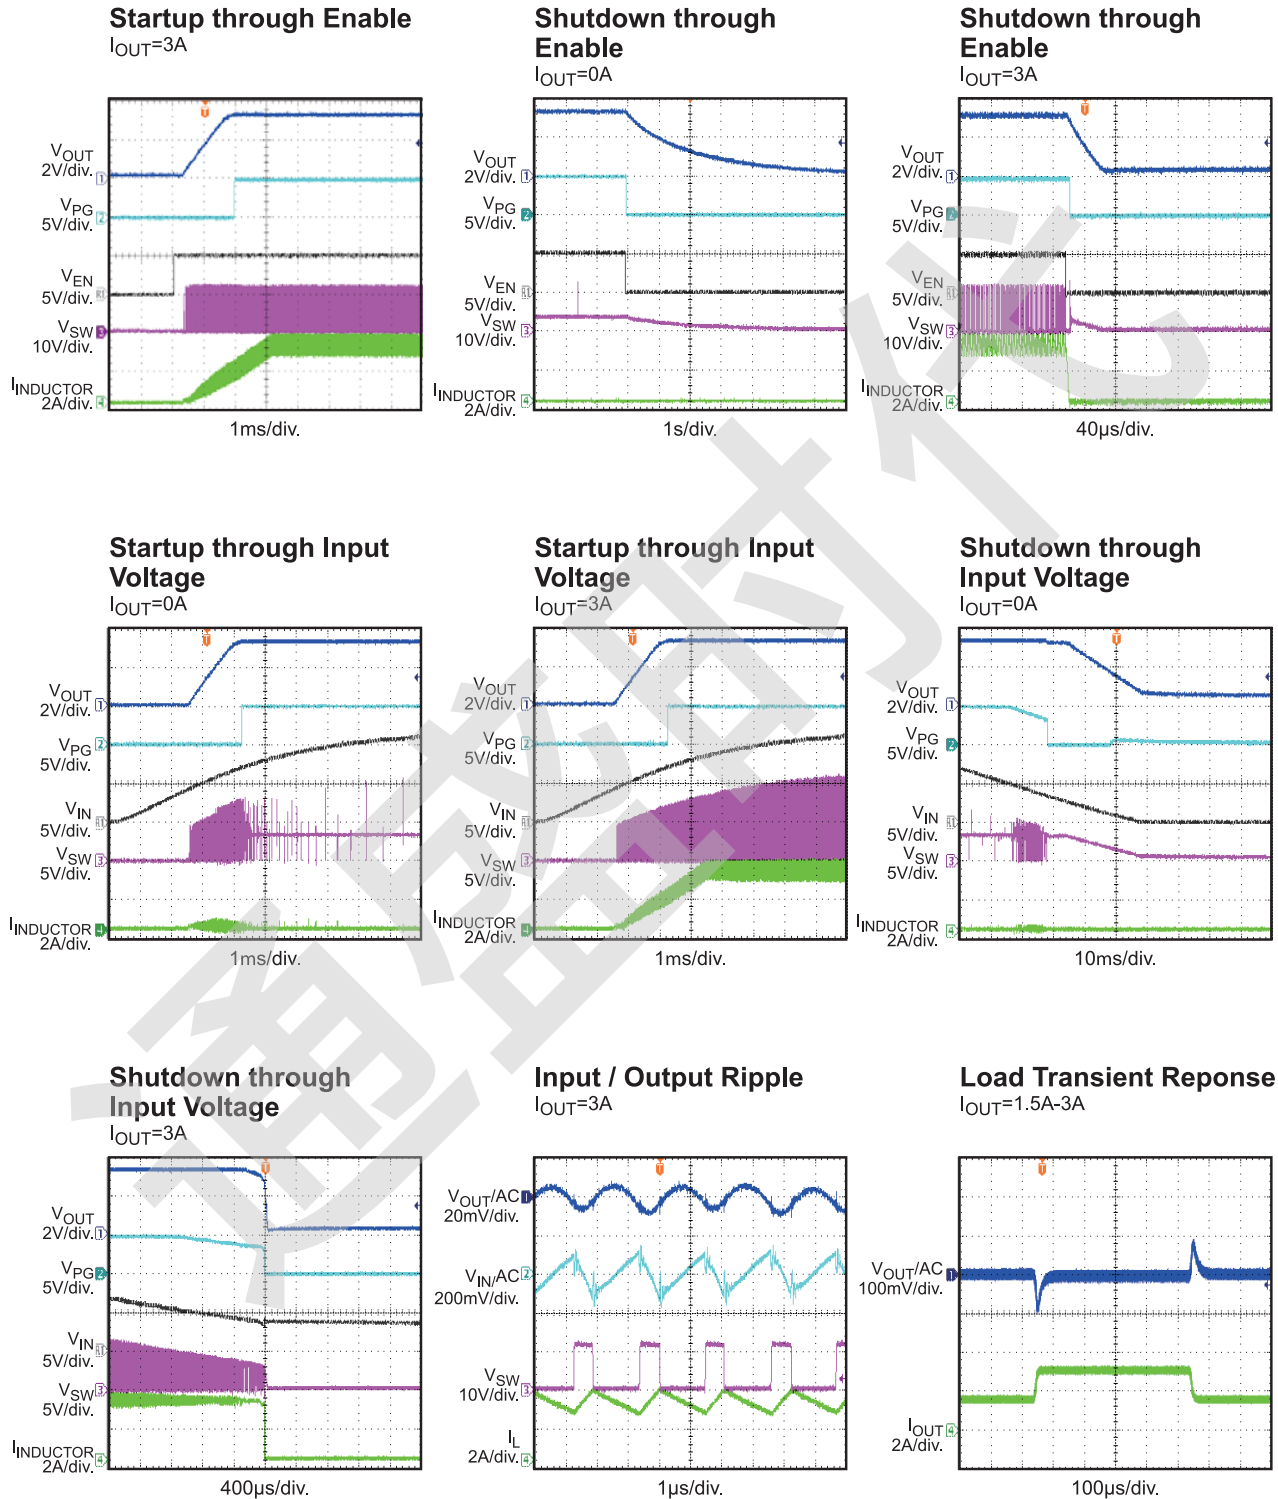 Startup through Enable
IOUT=3A
VOUT
2V/div.
VPG
5V/div.
VEN
5V/div.
VSW
10V/div.
IINDUCTOR
2A/div.
1ms/div.
Shutdown through
Enable
IOUT=0A
VOUT
2V/div.
VPG
5V/div.
VEN
5V/div.
VSW
10V/div.
IINDUCTOR
2A/div.
1s/div.
Shutdown through
Enable
IOUT=3A
VOUT
2V/div.
VPG
5V/div.
VEN
5V/div.
VSW
10V/div.
IINDUCTOR
2A/div.
40µs/div.
Startup through Input
Voltage
IOUT=0A
VOUT
2V/div.
VPG
5V/div.
VIN
5V/div.
VSW
5V/div.
IINDUCTOR
2A/div.
1ms/div.
Startup through Input
Voltage
IOUT=3A
VOUT
2V/div.
VPG
5V/div.
VIN
5V/div.
VSW
5V/div.
IINDUCTOR
2A/div.
1ms/div.
Shutdown through
Input Voltage
IOUT=0A
VOUT
2V/div.
VPG
5V/div.
VIN
5V/div.
VSW
5V/div.
IINDUCTOR
2A/div.
10ms/div.
Shutdown through
Input Voltage
IOUT=3A
VOUT
2V/div.
VPG
5V/div.
VIN
5V/div.
VSW
5V/div.
IINDUCTOR
2A/div.
400µs/div.
Input / Output Ripple
IOUT=3A
VOUT/AC
20mV/div.
VIN/AC
200mV/div.
VSW
10V/div.
IL
2A/div.
1µs/div.
Load Transient Reponse
IOUT=1.5A-3A
VOUT/AC
100mV/div.
IOUT
2A/div.
100µs/div.
通盛时代